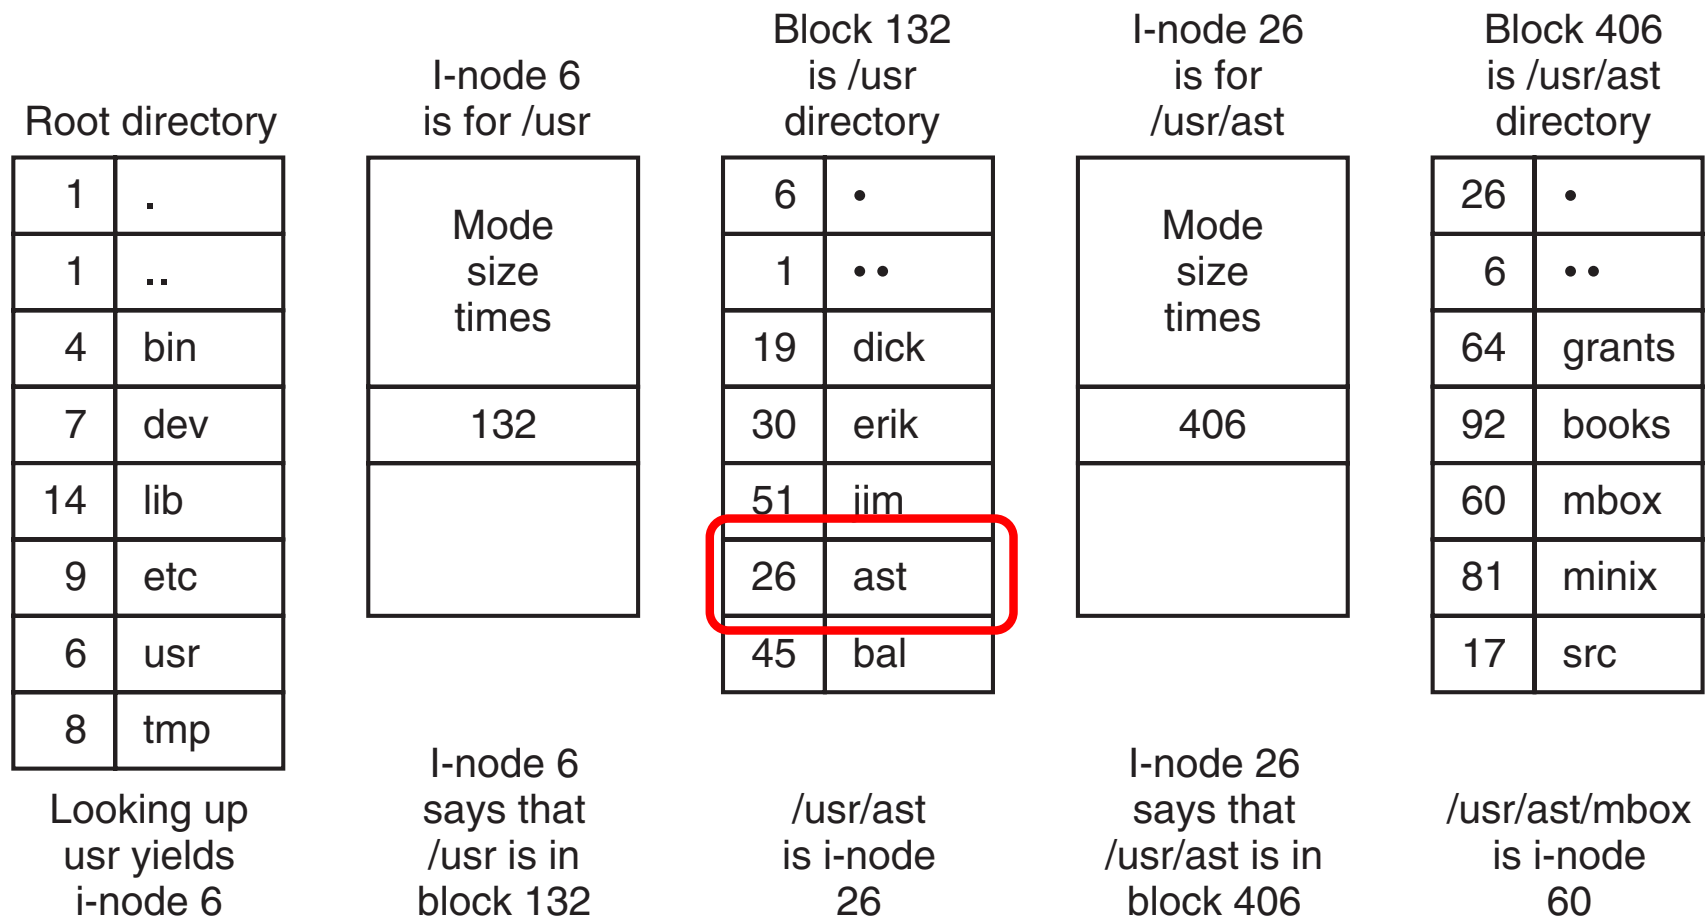 Root directory
1 .
1 ..
4 bin
7 dev
14 lib
9 etc
6 usr
8 tmp
Looking up
usr yields
i-node 6
I-node 6
is for /usr
Mode
size
times
132
I-node 6
says that
/usr is in
block 132
Block 132
is /usr
directory
6 •
1 ••
19 dick
30 erik
51 jim
26 ast
45 bal
/usr/ast
is i-node
26
I-node 26
is for
/usr/ast
Mode
size
times
406
I-node 26
says that
/usr/ast is in
block 406
Block 406
is /usr/ast
directory
26 •
6 ••
64 grants
92 books
60 mbox
81 minix
17 src
/usr/ast/mbox
is i-node
60